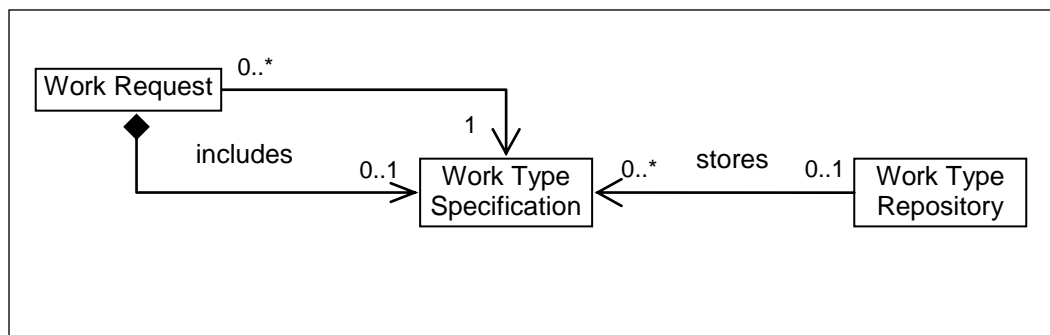 0..*
Work Request
1
includes
0..1
Work Type
Specification
0..*
stores
0..1
Work Type
Repository